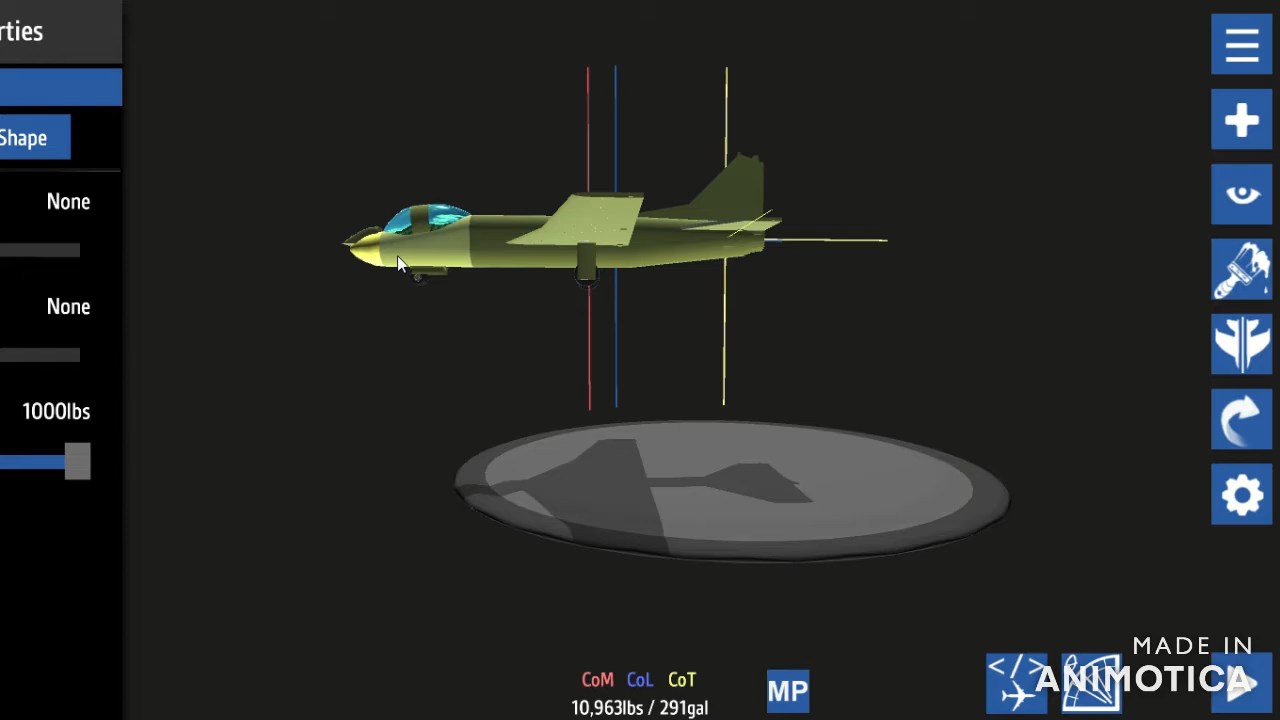 rties
Shape
None
None
1000lbs
CoM CoL CoT
10,963lbs / 291gal
MP
</>
MADE IN
ANIMOTICA